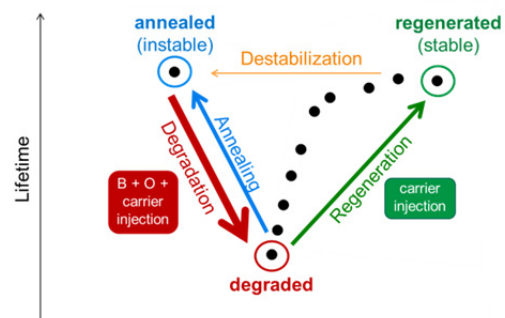 annealed
(instable)
regenerated
(stable)
Destabilization
Lifetime
Degradation
Annealing
Regeneration
B + O +
carrier
injection
carrier
injection
degraded